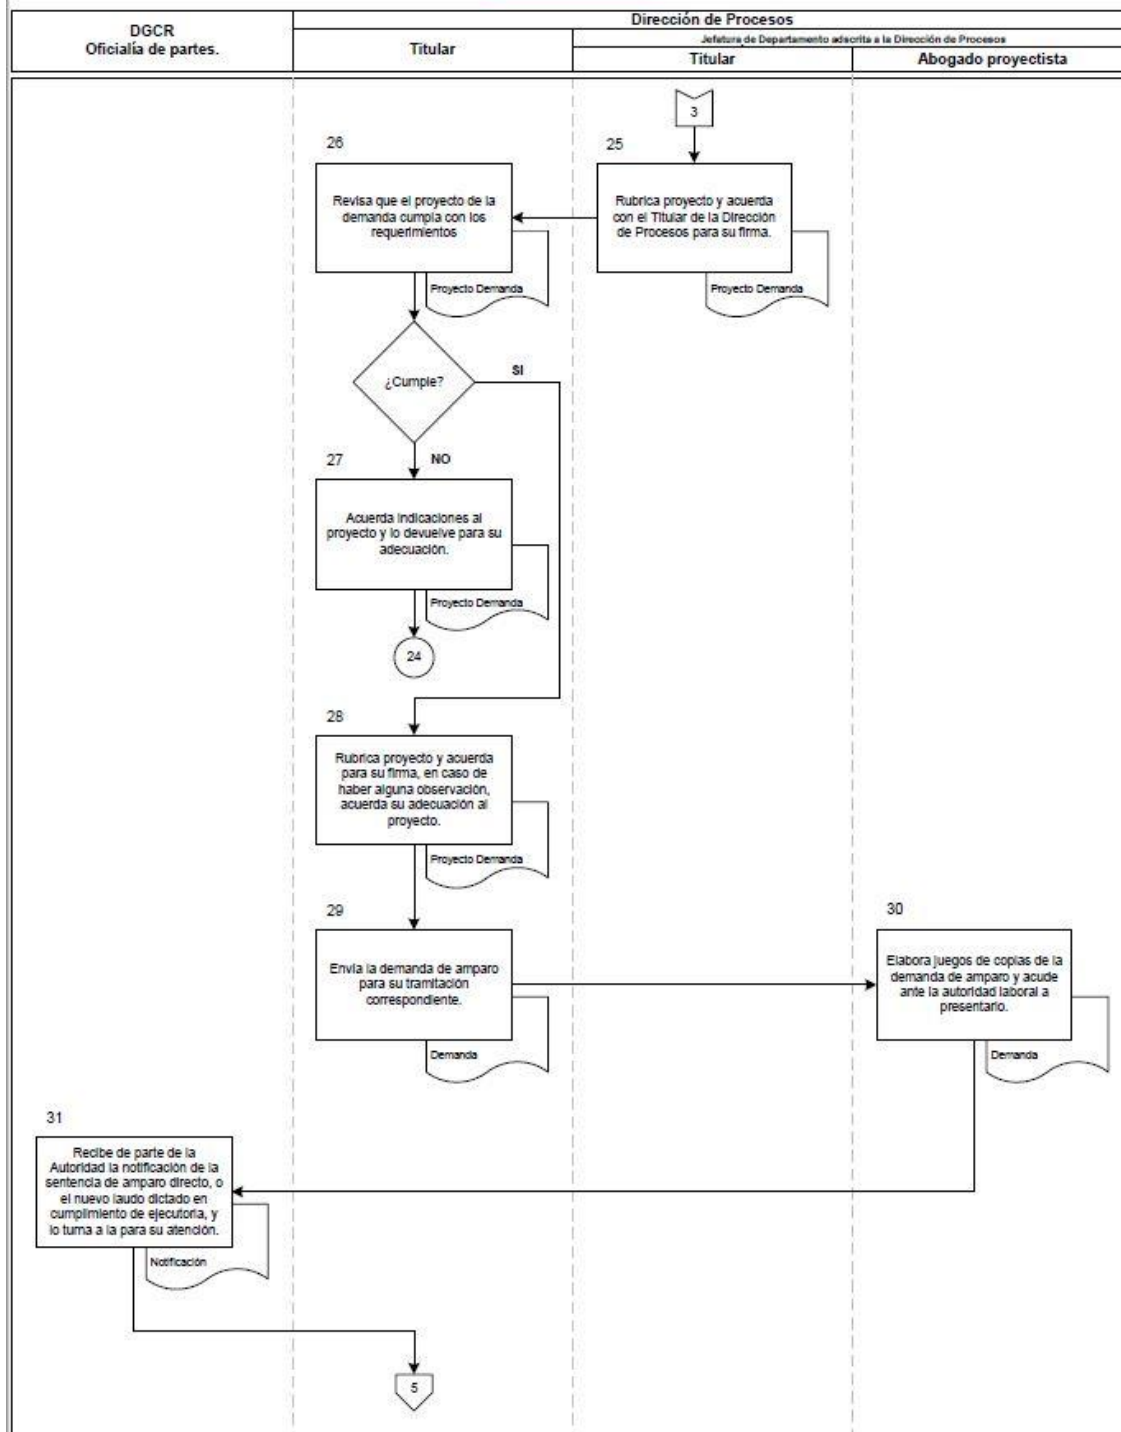 DGCR
Oficialía de partes.
Dirección de Procesos
Titular
Jefatura de Departamento adscrita a la Dirección de Procesos
Titular
Abogado proyectista
3
25
Rubrica proyecto y acuerda
con el Titular de la Dirección
de Procesos para su firma.
Proyecto Demanda
26
Revisa que el proyecto de la
demanda cumpla con los
requerimientos
Proyecto Demanda
¿Cumple?
SI
NO
27
Acuerda indicaciones al
proyecto y lo devuelve para su
adecuación.
Proyecto Demanda
24
28
Rubrica proyecto y acuerda
para su firma, en caso de
haber alguna observación,
acuerda su adecuación al
proyecto.
Proyecto Demanda
29
Envía la demanda de amparo
para su tramitación
correspondiente.
Demanda
30
Elabora juegos de copias de la
demanda de amparo y acude
ante la autoridad laboral a
presentarlo.
Demanda
31
Recibe de parte de la
Autoridad la notificación de la
sentencia de amparo directo, o
el nuevo laudo dictado en
cumplimiento de ejecutoria, y
lo turna a la para su atención.
Notificación
5